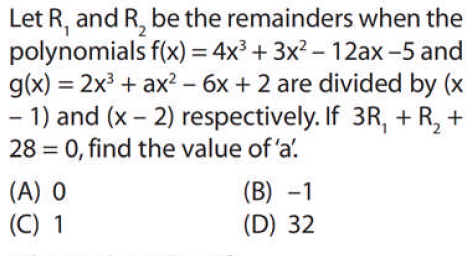 Let R₁ and R₂ be the remainders when the
polynomials f(x) = 4x³ + 3x² – 12ax –5 and
g(x) = 2x³ + ax² – 6x + 2 are divided by (x
– 1) and (x – 2) respectively. If 3R₁ + R₂ +
28 = 0, find the value of ‘a’.
(A) 0 (B) –1
(C) 1 (D) 32